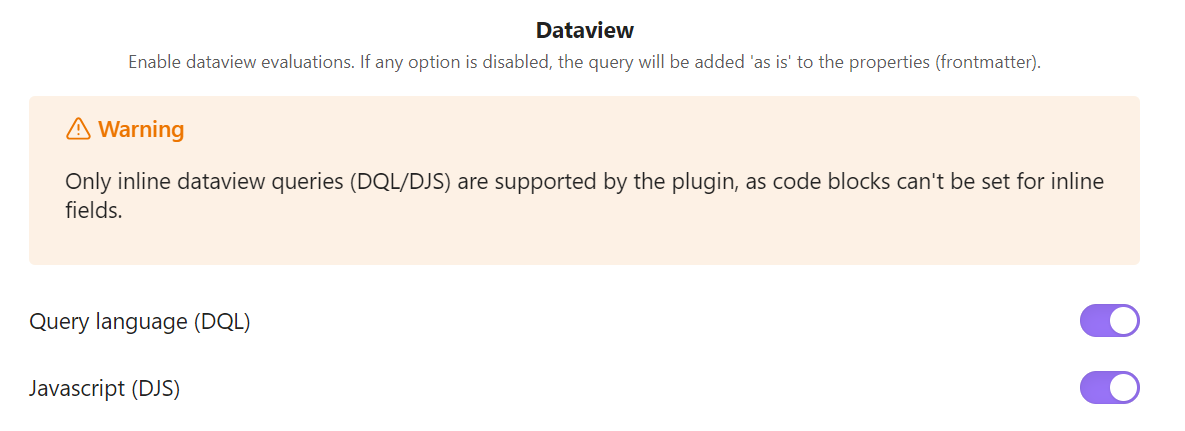 Dataview
Enable dataview evaluations. If any option is disabled, the query will be added 'as is' to the properties (frontmatter).
Warning
Only inline dataview queries (DQL/DJS) are supported by the plugin, as code blocks can't be set for inline
fields.
Query language (DQL)
Javascript (DJS)